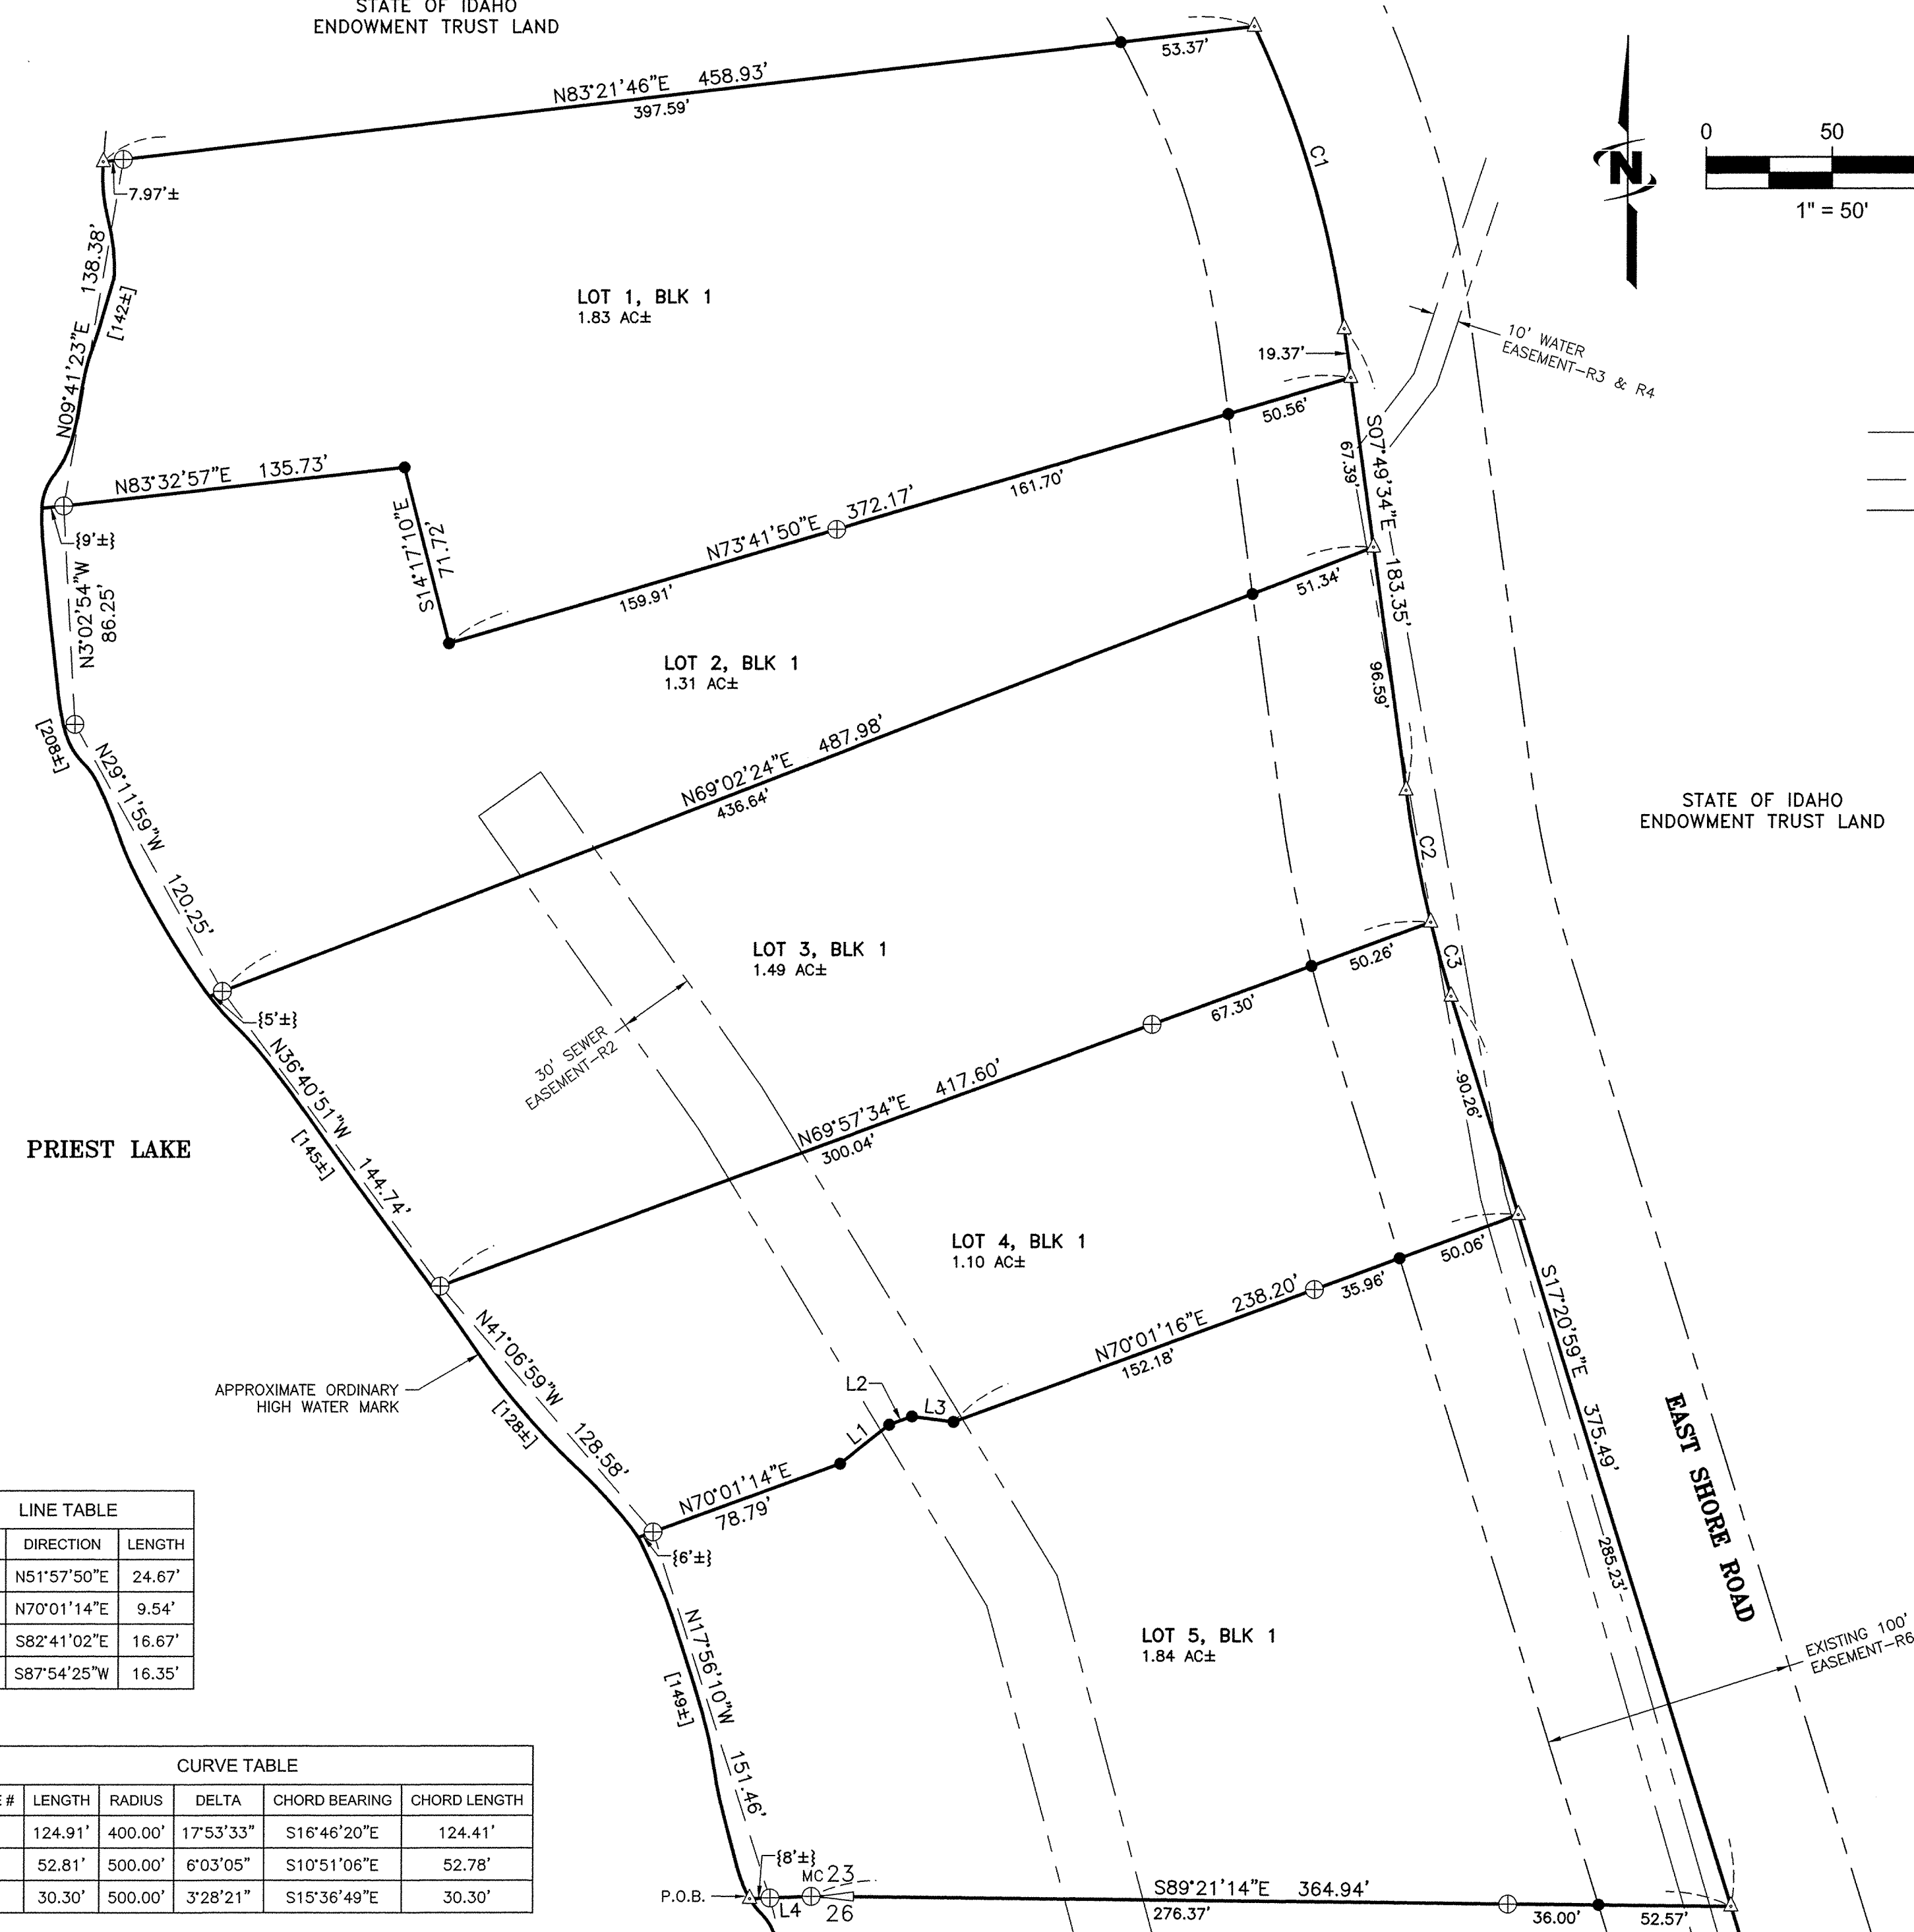 STATE OF IDAHO
ENDOWMENT TRUST LAND
N83°21'46"E 458.93'
397.59'
53.37'
7.97'±
N09°41'23"E 138.38'
[142±]
C1
LOT 1, BLK 1
1.83 AC±
N
0 50
1" = 50'
10' WATER
EASEMENT-R3 & R4
19.37'
50.56'
N83°32'57"E 135.73'
{9'±}
S14°17'10"E
71.72'
N73°41'50"E 372.17'
159.91'
161.70'
S07°49'34"E 183.35'
67.39'
N3°02'54"W
86.25'
[208±]
51.34'
LOT 2, BLK 1
1.31 AC±
96.59'
N69°02'24"E 487.98'
436.64'
N29°11'59"W 120.25'
C2
STATE OF IDAHO
ENDOWMENT TRUST LAND
LOT 3, BLK 1
1.49 AC±
50.26'
C3
67.30'
{5'±}
30' SEWER
EASEMENT-R2
N36°40'51"W 144.74'
[145±]
N69°57'34"E 417.60'
300.04'
90.26'
PRIEST LAKE
LOT 4, BLK 1
1.10 AC±
50.06'
35.96'
N70°01'16"E 238.20'
152.18'
N41°06'59"W 128.58'
[128±]
APPROXIMATE ORDINARY
HIGH WATER MARK
L2
L1
L3
S17°20'59"E 375.49'
285.23'
EAST SHORE ROAD
N70°01'14"E
78.79'
{6'±}
LINE TABLE
DIRECTION LENGTH
N51°57'50"E 24.67'
N70°01'14"E 9.54'
S82°41'02"E 16.67'
S87°54'25"W 16.35'
LOT 5, BLK 1
1.84 AC±
EXISTING 100'
EASEMENT-R6
N17°56'10"W 151.46'
[149±]
CURVE TABLE
# LENGTH RADIUS DELTA CHORD BEARING CHORD LENGTH
124.91' 400.00' 17°53'33" S16°46'20"E 124.41'
52.81' 500.00' 6°03'05" S10°51'06"E 52.78'
30.30' 500.00' 3°28'21" S15°36'49"E 30.30'
{8'±}
MC 23
P.O.B.
L4
26
S89°21'14"E 364.94'
276.37'
36.00'
52.57'